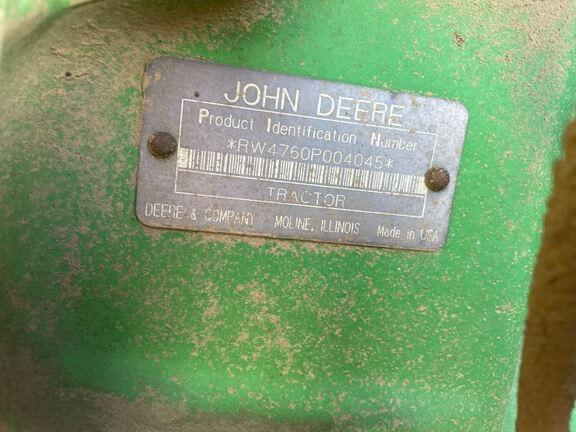 JOHN DEERE
Product Identification Number
*RW4760P004045*
TRACTOR
DEERE & COMPANY MOLINE, ILLINOIS Made in USA